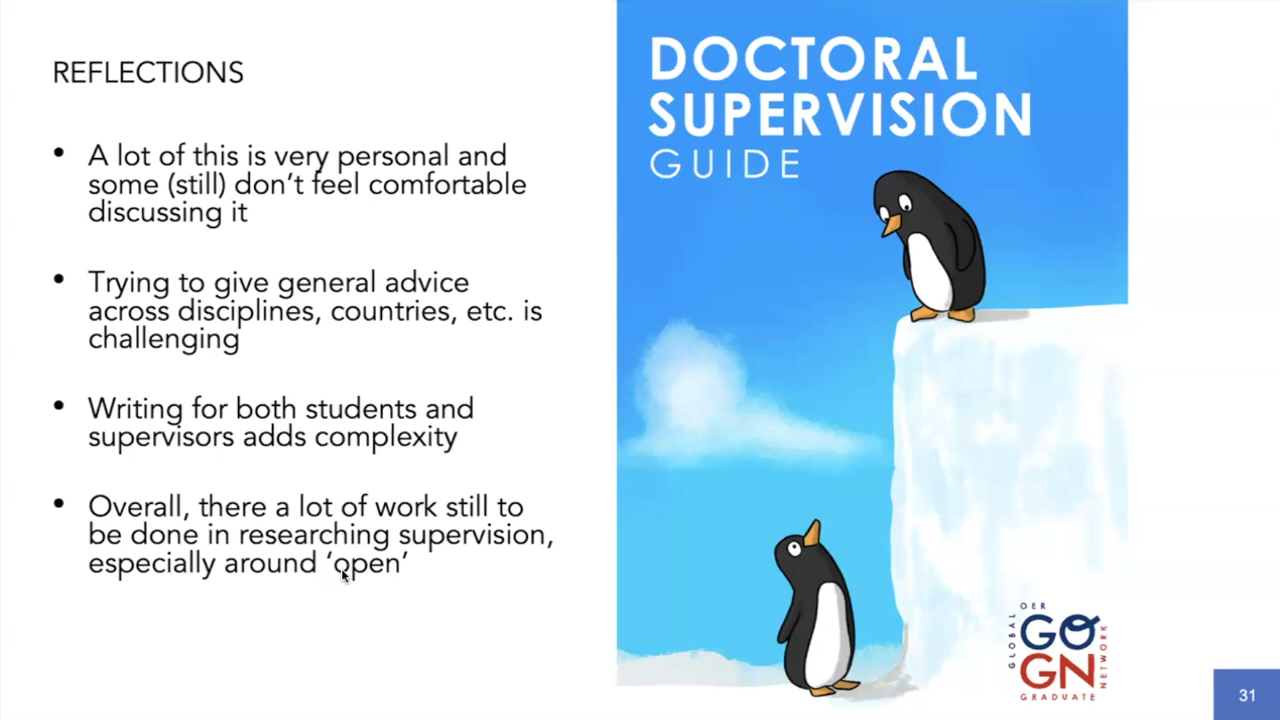 REFLECTIONS
• A lot of this is very personal and
some (still) don’t feel comfortable
discussing it
• Trying to give general advice
across disciplines, countries, etc. is
challenging
• Writing for both students and
supervisors adds complexity
• Overall, there a lot of work still to
be done in researching supervision,
especially around ‘open’
DOCTORAL
SUPERVISION
GUIDE
GLOBAL
OER
GO
GN
NETWORK
GRADUATE
31